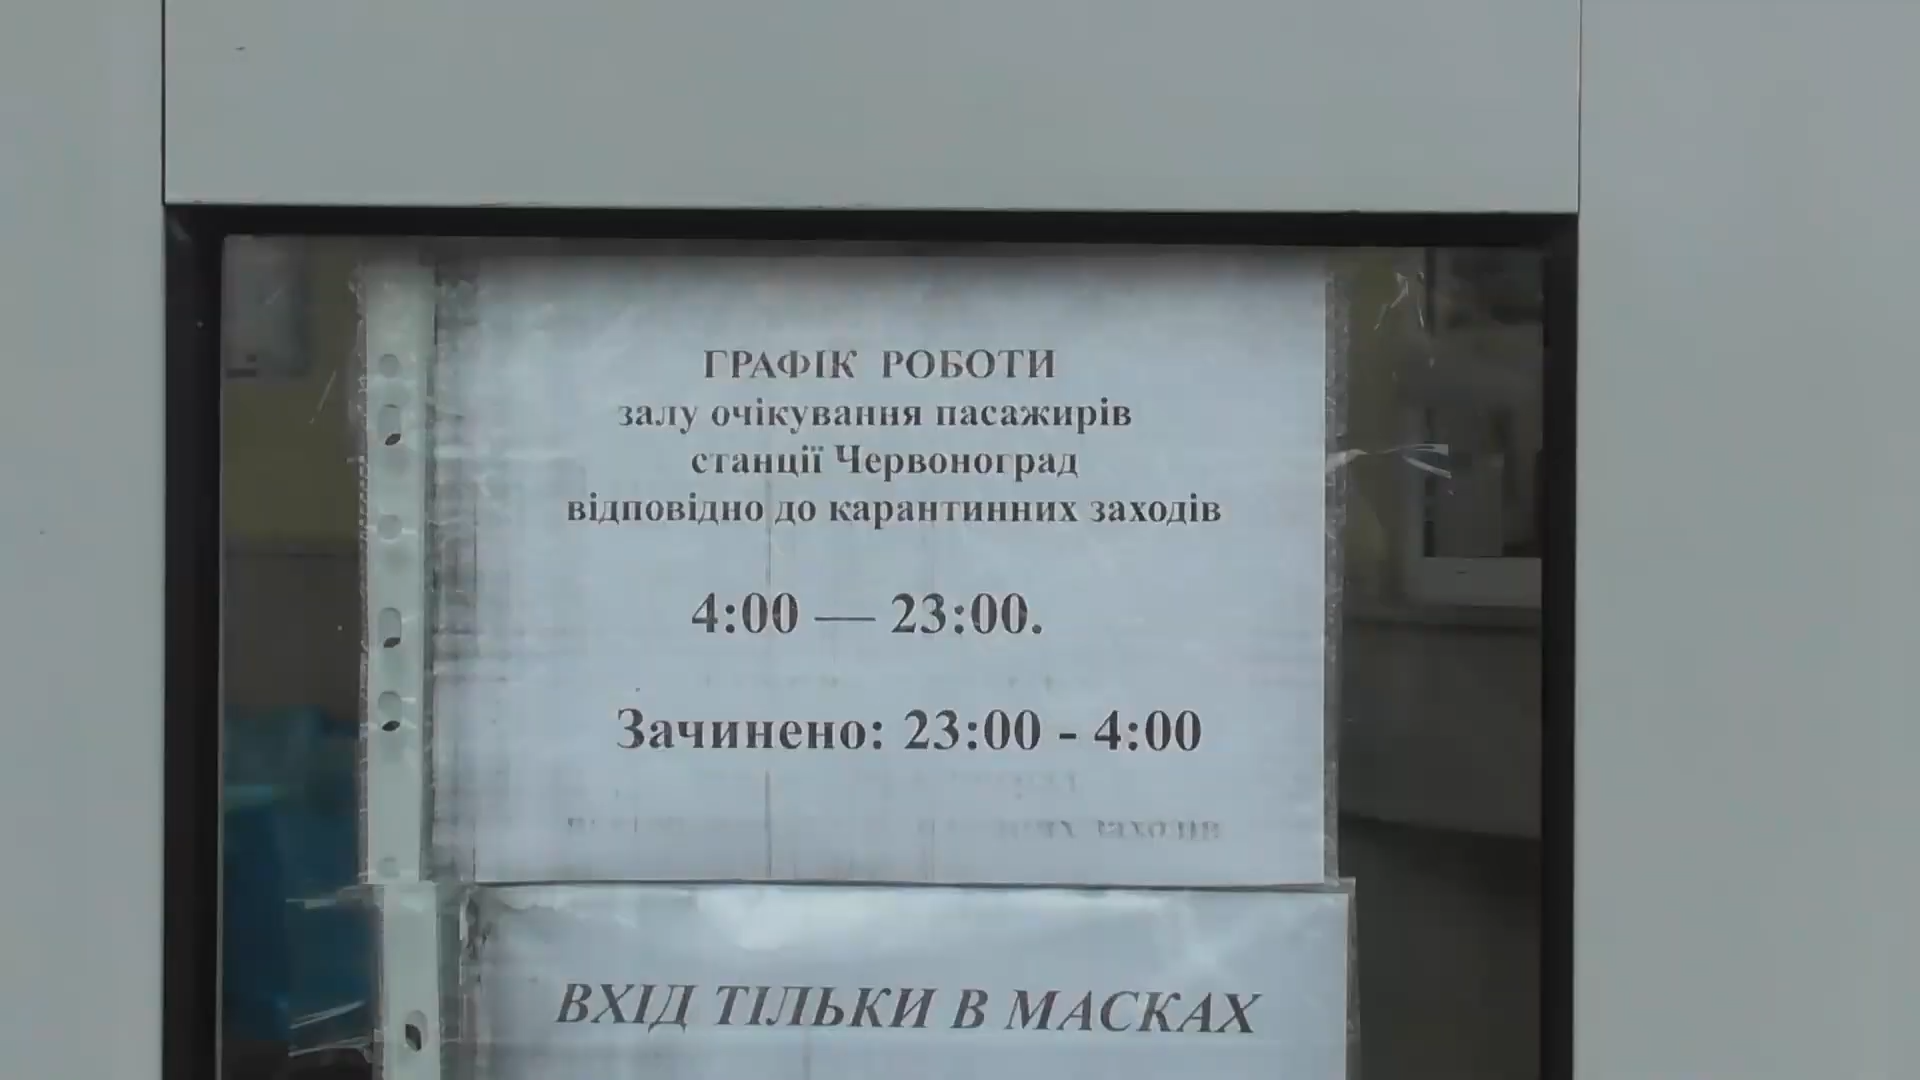 ГРАФІК РОБОТИ
залу очікування пасажирів
станції Червоноград
відповідно до карантинних заходів
4:00 — 23:00.
Зачинено: 23:00 - 4:00
ВХІД ТІЛЬКИ В МАСКАХ